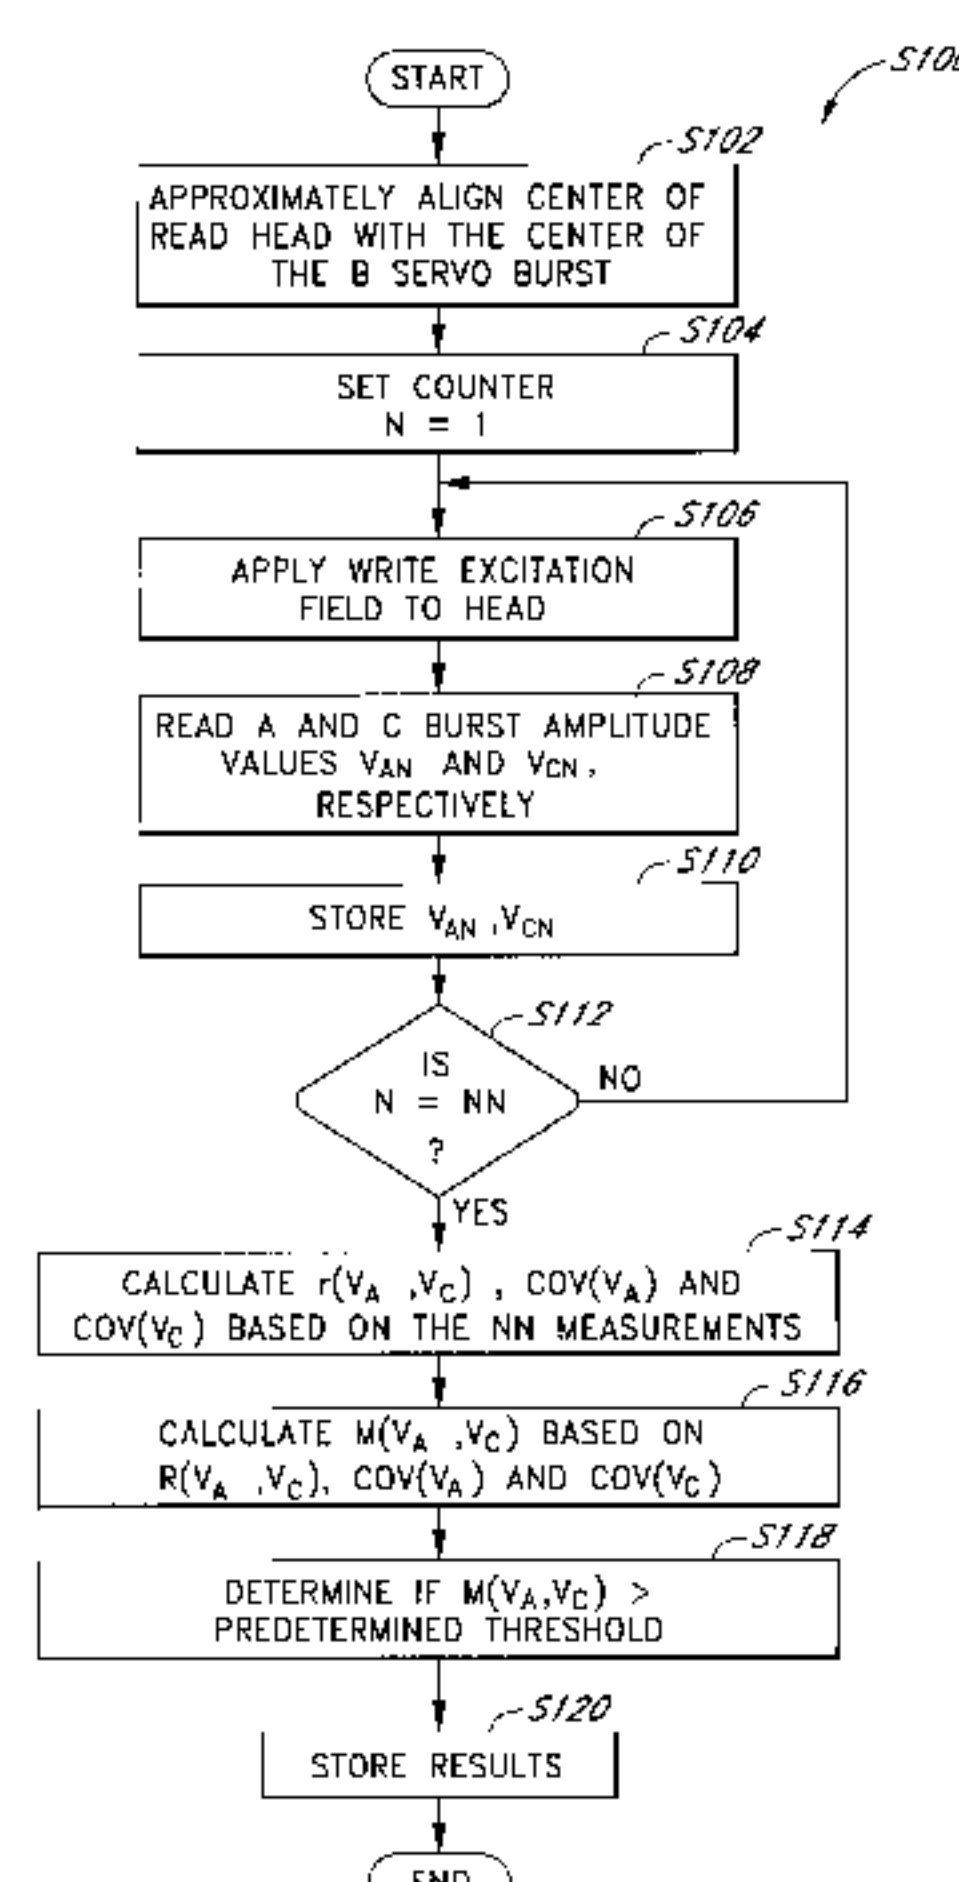 START
S100
S102
APPROXIMATELY ALIGN CENTER OF
READ HEAD WITH THE CENTER OF
THE B SERVO BURST
S104
SET COUNTER
N = 1
S106
APPLY WRITE EXCITATION
FIELD TO HEAD
S108
READ A AND C BURST AMPLITUDE
VALUES VAN AND VCN,
RESPECTIVELY
S110
STORE VAN ,VCN
S112
IS
N = NN
?
NO
YES
S114
CALCULATE r(VA ,VC) , COV(VA) AND
COV(VC) BASED ON THE NN MEASUREMENTS
S116
CALCULATE M(VA ,VC) BASED ON
R(VA ,VC), COV(VA) AND COV(VC)
S118
DETERMINE IF M(VA,VC) >
PREDETERMINED THRESHOLD
S120
STORE RESULTS
END